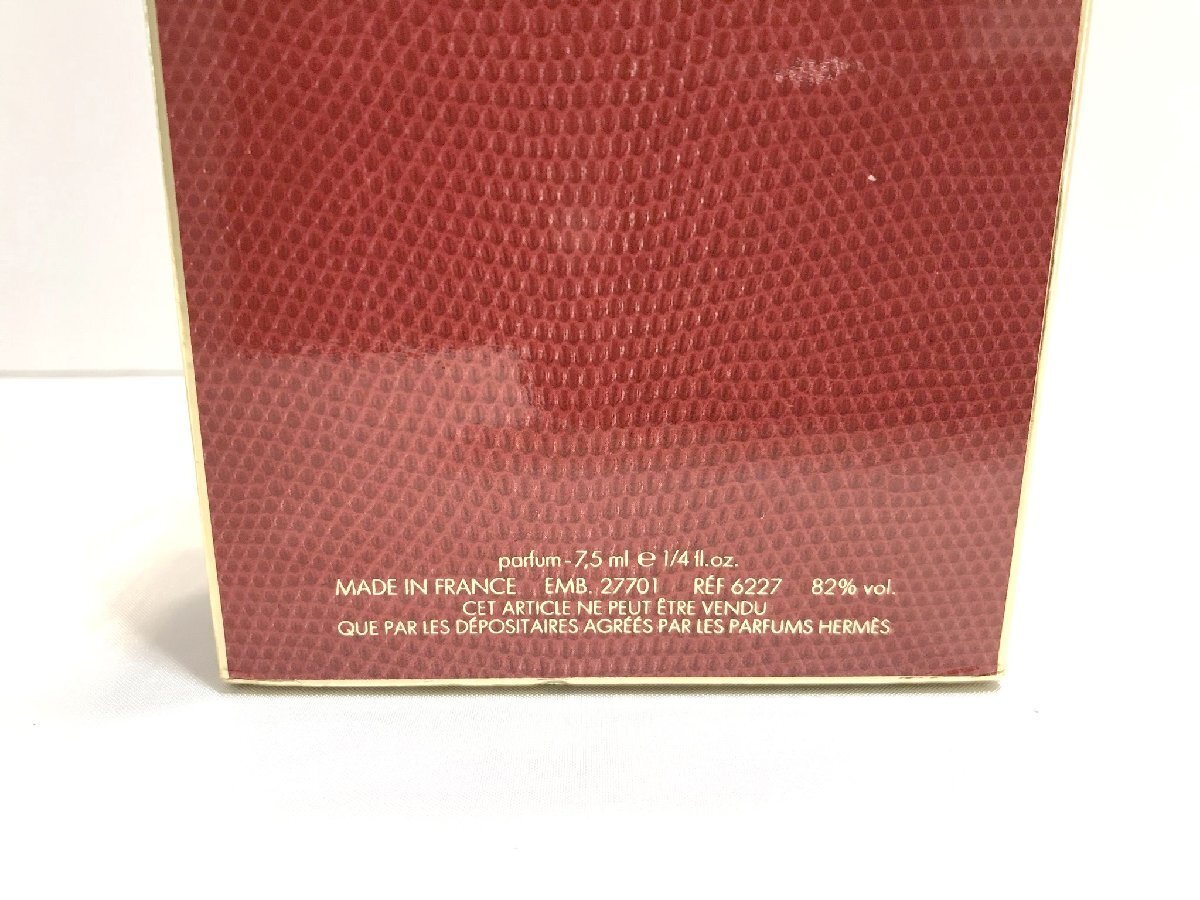 parfum - 7,5 ml ℮ 1/4 fl.oz.
MADE IN FRANCE EMB. 27701 RÉF 6227 82% vol.
CET ARTICLE NE PEUT ÊTRE VENDU
QUE PAR LES DÉPOSITAIRES AGRÉÉS PAR LES PARFUMS HERMÈS